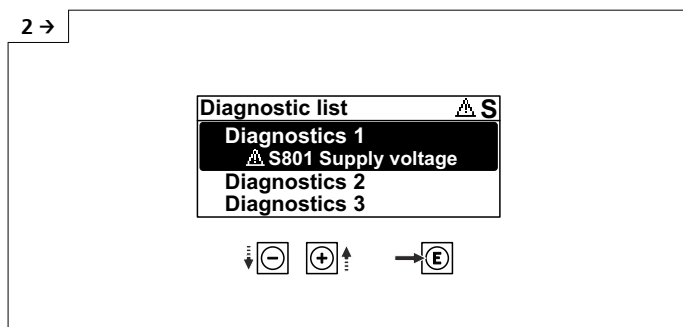 2 →
Diagnostic list ⚠ S
Diagnostics 1
⚠ S801 Supply voltage
Diagnostics 2
Diagnostics 3
− + E